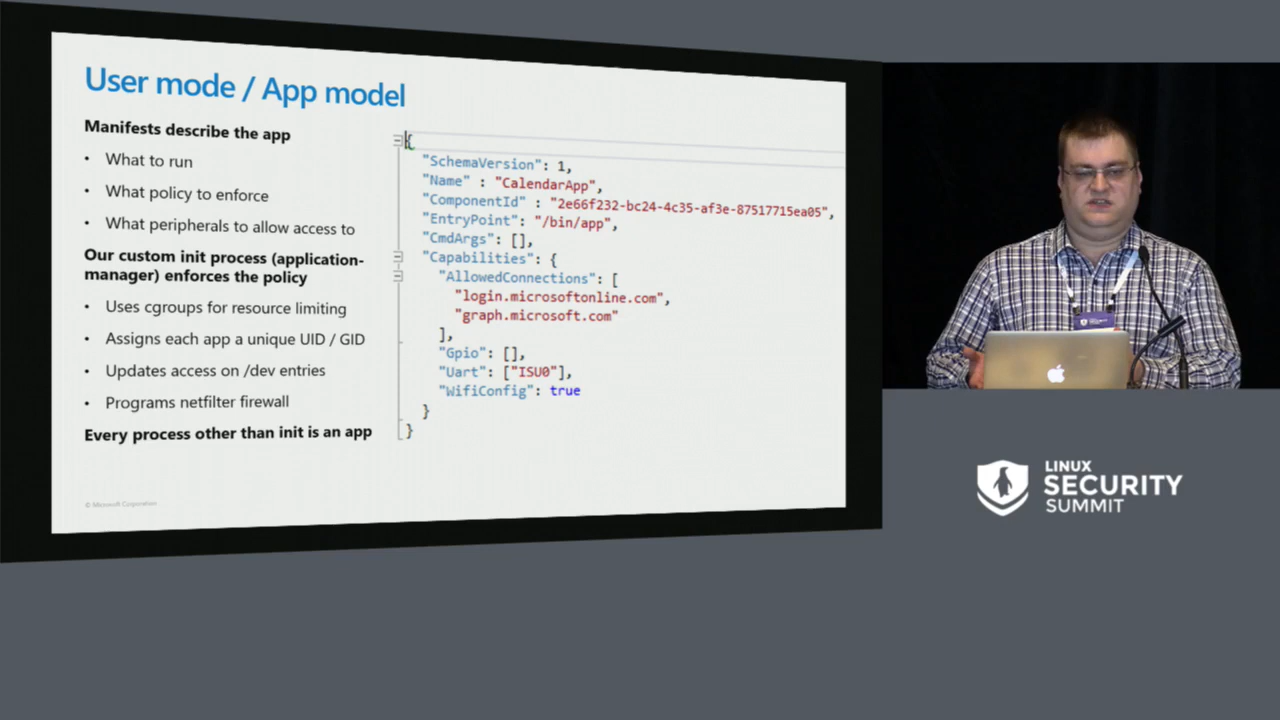 User mode / App model
Manifests describe the app
• What to run
• What policy to enforce
• What peripherals to allow access to
Our custom init process (application-
manager) enforces the policy
• Uses cgroups for resource limiting
• Assigns each app a unique UID / GID
• Updates access on /dev entries
• Programs netfilter firewall
Every process other than init is an app
{
"SchemaVersion": 1,
"Name" : "CalendarApp",
"ComponentId" : "2e66f232-bc24-4c35-af3e-87517715ea05",
"EntryPoint": "/bin/app",
"CmdArgs": [],
"Capabilities": {
"AllowedConnections": [
"login.microsoftonline.com",
"graph.microsoft.com"
],
"Gpio": [],
"Uart": ["ISU0"],
"WifiConfig": true
}
}
© Microsoft Corporation
LINUX
SECURITY
SUMMIT